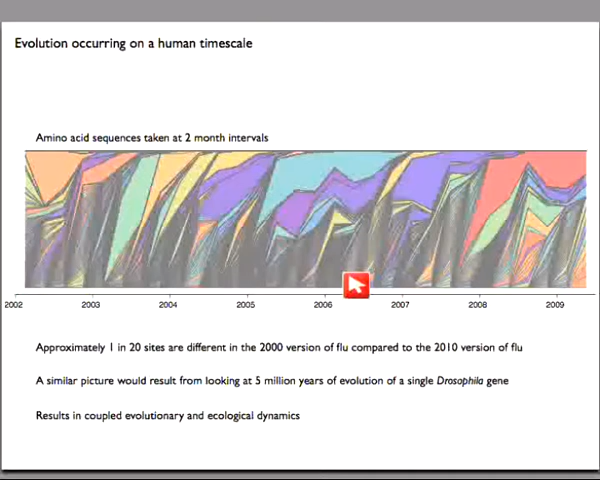 Evolution occurring on a human timescale
Amino acid sequences taken at 2 month intervals
2002 2003 2004 2005 2006 2007 2008 2009
Approximately 1 in 20 sites are different in the 2000 version of flu compared to the 2010 version of flu
A similar picture would result from looking at 5 million years of evolution of a single Drosophila gene
Results in coupled evolutionary and ecological dynamics